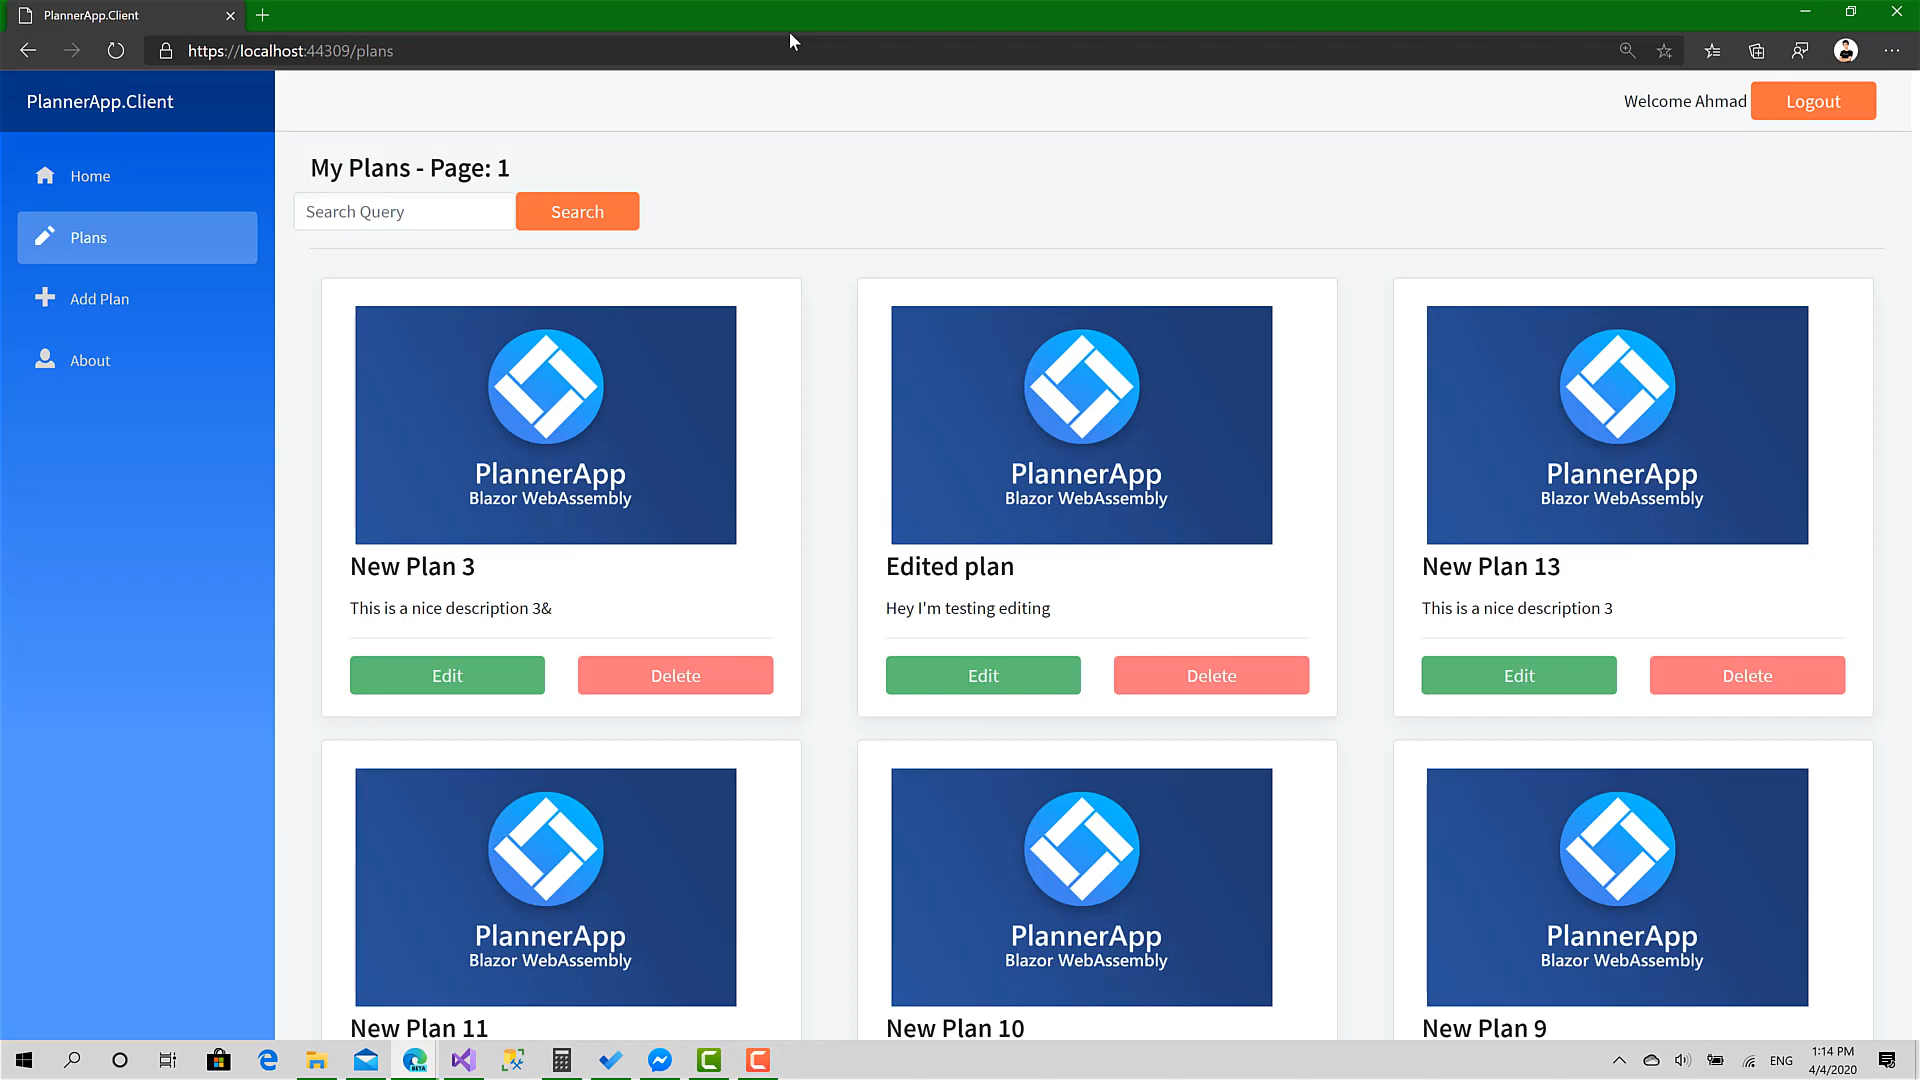 PlannerApp.Client
https://localhost:44309/plans
PlannerApp.Client
Welcome Ahmad
Logout
Home
Plans
Add Plan
About
My Plans - Page: 1
Search Query
Search
PlannerApp
Blazor WebAssembly
New Plan 3
This is a nice description 3&
Edit
Delete
PlannerApp
Blazor WebAssembly
Edited plan
Hey I'm testing editing
Edit
Delete
PlannerApp
Blazor WebAssembly
New Plan 13
This is a nice description 3
Edit
Delete
PlannerApp
Blazor WebAssembly
New Plan 11
PlannerApp
Blazor WebAssembly
New Plan 10
PlannerApp
Blazor WebAssembly
New Plan 9
BETA
ENG
1:14 PM
4/4/2020